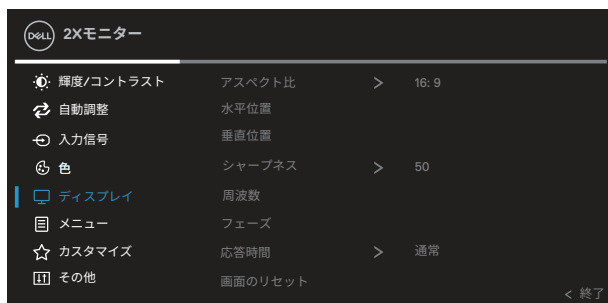 DELL 2Xモニター
輝度/コントラスト アスペクト比 > 16: 9
自動調整 水平位置
入力信号 垂直位置
色 シャープネス > 50
ディスプレイ 周波数
メニュー フェーズ
カスタマイズ 応答時間 > 通常
その他 画面のリセット
< 終了